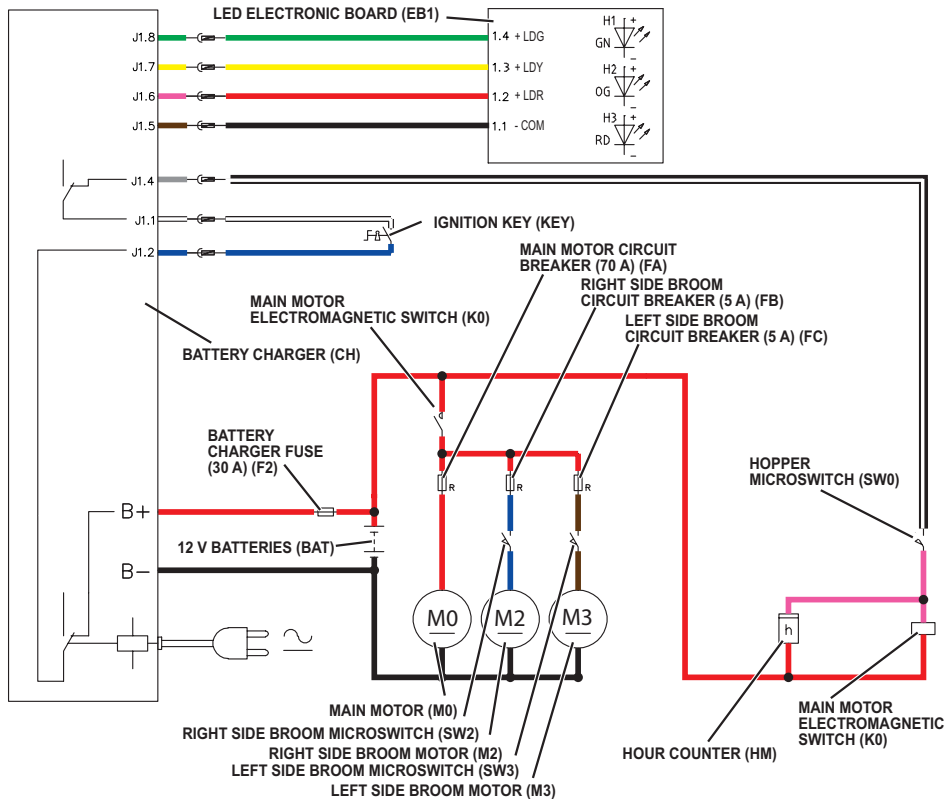 LED ELECTRONIC BOARD (EB1)
J1.8
1.4 + LDG
H1 +
GN
-
J1.7
1.3 + LDY
H2 +
OG
-
J1.6
1.2 + LDR
J1.5
1.1 - COM
H3 +
RD
-
J1.4
J1.1
IGNITION KEY (KEY)
J1.2
MAIN MOTOR CIRCUIT
BREAKER (70 A) (FA)
RIGHT SIDE BROOM
CIRCUIT BREAKER (5 A) (FB)
LEFT SIDE BROOM
CIRCUIT BREAKER (5 A) (FC)
MAIN MOTOR
ELECTROMAGNETIC SWITCH (K0)
BATTERY CHARGER (CH)
BATTERY
CHARGER FUSE
(30 A) (F2)
HOPPER
MICROSWITCH (SW0)
R
R
R
B+
12 V BATTERIES (BAT)
B-
M0
M2
M3
h
MAIN MOTOR (M0)
RIGHT SIDE BROOM MICROSWITCH (SW2)
RIGHT SIDE BROOM MOTOR (M2)
LEFT SIDE BROOM MICROSWITCH (SW3)
LEFT SIDE BROOM MOTOR (M3)
HOUR COUNTER (HM)
MAIN MOTOR
ELECTROMAGNETIC
SWITCH (K0)